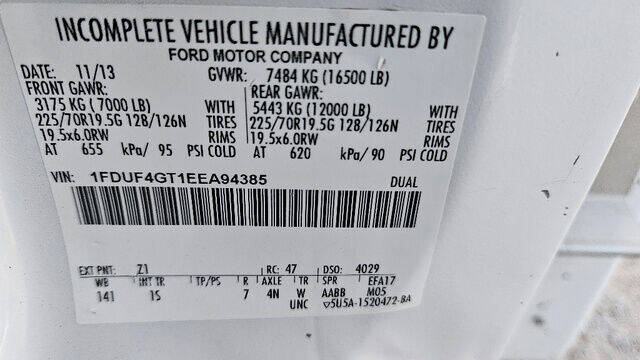 INCOMPLETE VEHICLE MANUFACTURED BY
FORD MOTOR COMPANY
DATE: 11/13 GVWR: 7484 KG (16500 LB)
FRONT GAWR: REAR GAWR:
3175 KG ( 7000 LB) WITH 5443 KG (12000 LB) WITH
225/70R19.5G 128/126N TIRES 225/70R19.5G 128/126N TIRES
19.5x6.0RW RIMS 19.5x6.0RW RIMS
AT 655 kPa/ 95 PSI COLD AT 620 kPa/ 90 PSI COLD
VIN: 1FDUF4GT1EEA94385 DUAL
EXT PNT: Z1 RC: 47 DSO: 4029
WB INT TR TP/PS R AXLE TR SPR EFA17
141 1S 7 4N W AABB M05
UNC ▽5U5A-1520472-BA